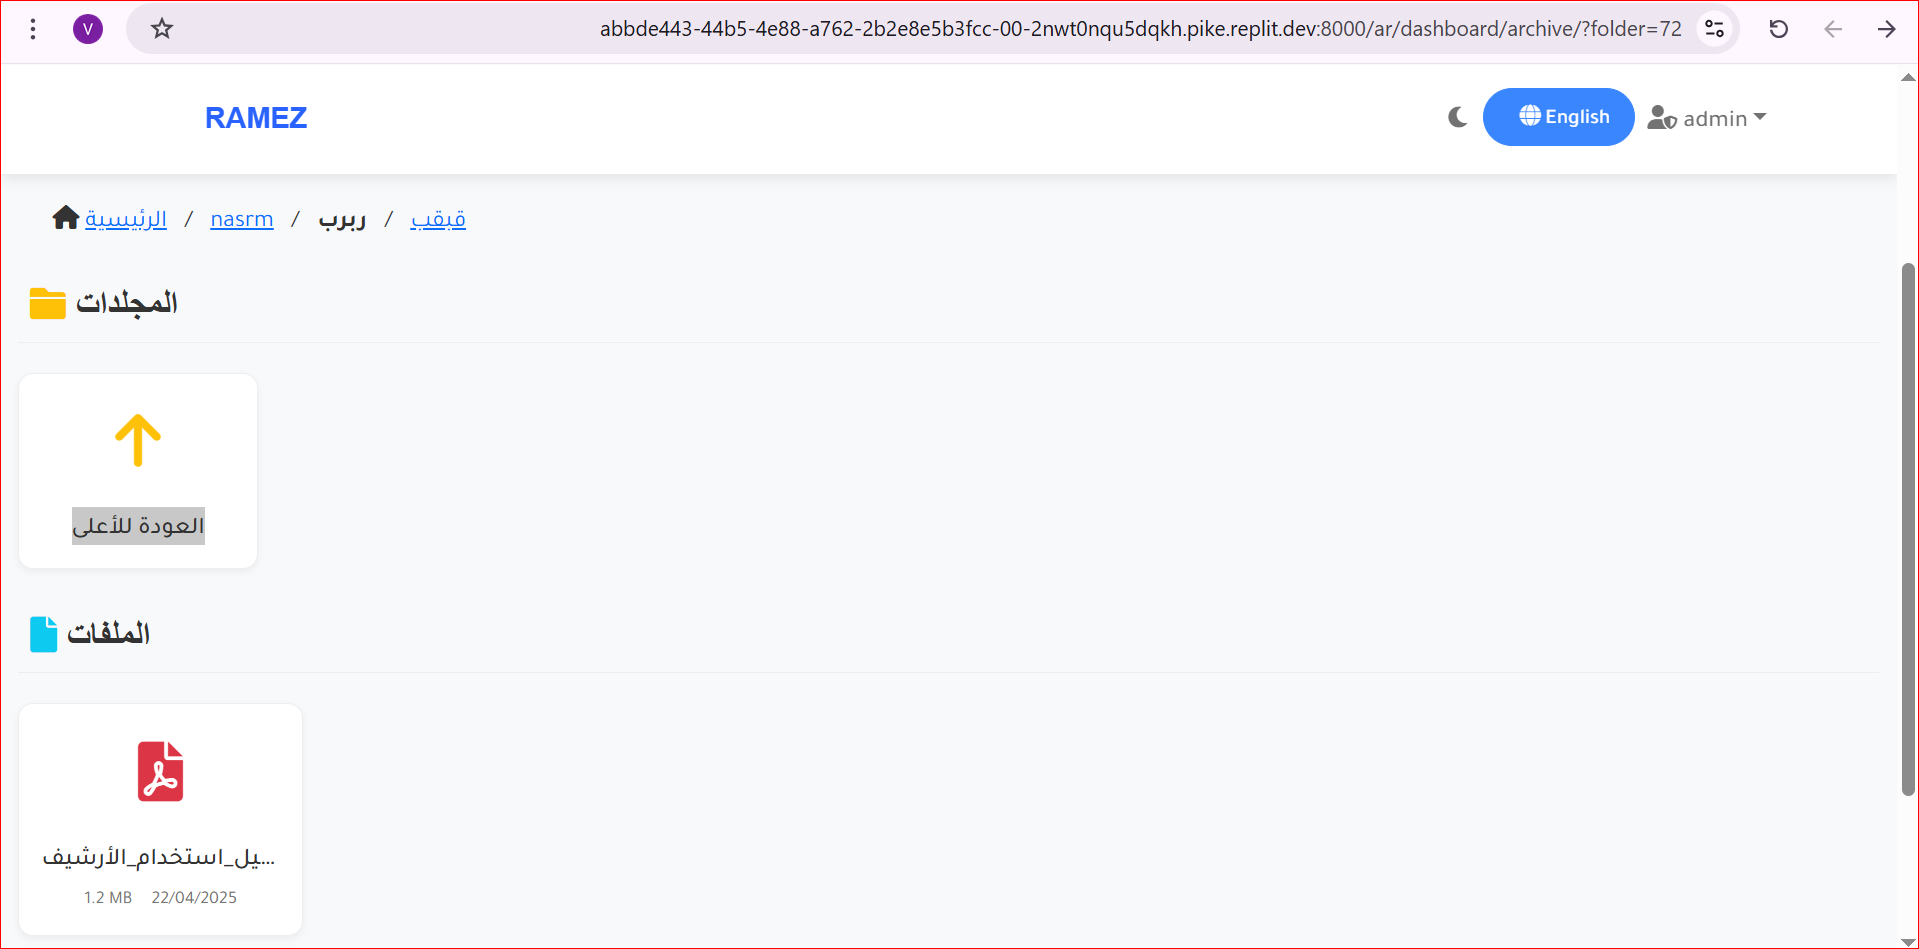 V
abbde443-44b5-4e88-a762-2b2e8e5b3fcc-00-2nwt0nqu5dqkh.pike.replit.dev:8000/ar/dashboard/archive/?folder=72
RAMEZ
English
admin
الرئيسية / nasrm / ربرب / قبقب
المجلدات
العودة للأعلى
الملفات
...يل_استخدام_الأرشيف
1.2 MB 22/04/2025